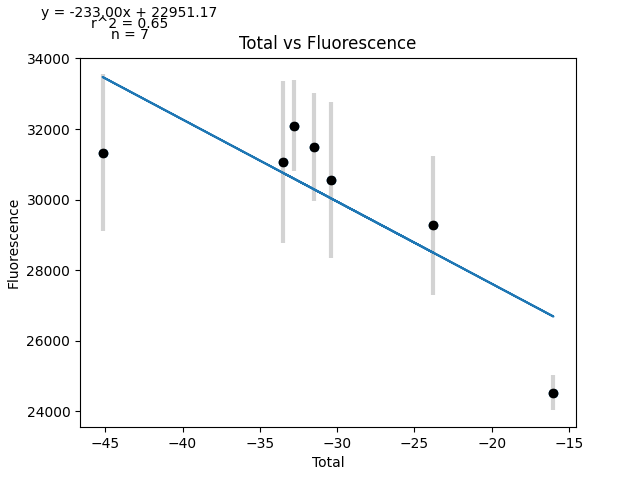 y = -233.00x + 22951.17
r^2 = 0.65
n = 7
Total vs Fluorescence
34000
32000
30000
28000
26000
24000
Fluorescence
−45
−40
−35
−30
−25
−20
−15
Total